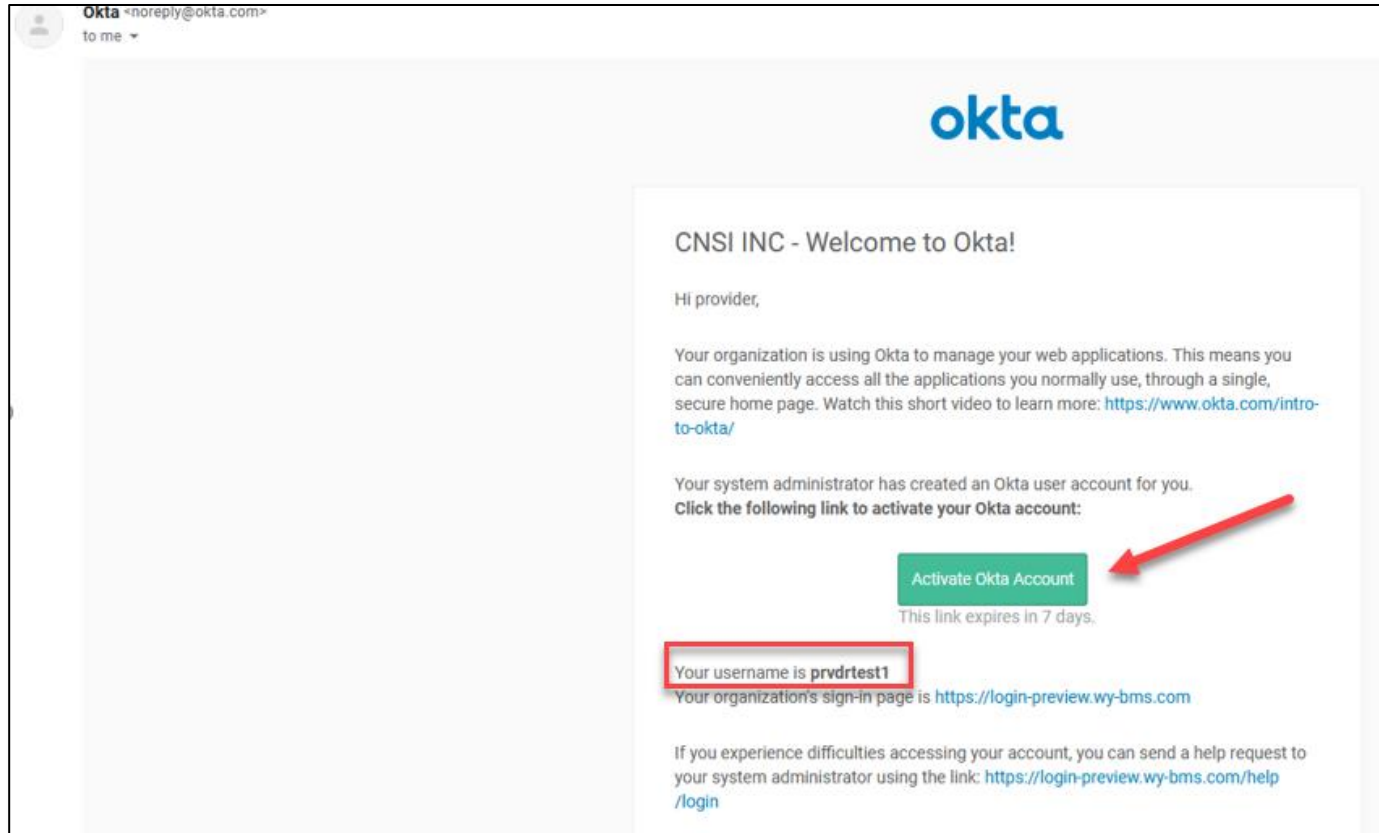 Okta <noreply@okta.com>
to me
okta
CNSI INC - Welcome to Okta!
Hi provider,
Your organization is using Okta to manage your web applications. This means you
can conveniently access all the applications you normally use, through a single,
secure home page. Watch this short video to learn more: https://www.okta.com/intro-
to-okta/
Your system administrator has created an Okta user account for you.
Click the following link to activate your Okta account:
Activate Okta Account
This link expires in 7 days.
Your username is prvdrtest1
Your organization's sign-in page is https://login-preview.wy-bms.com
If you experience difficulties accessing your account, you can send a help request to
your system administrator using the link: https://login-preview.wy-bms.com/help
/login